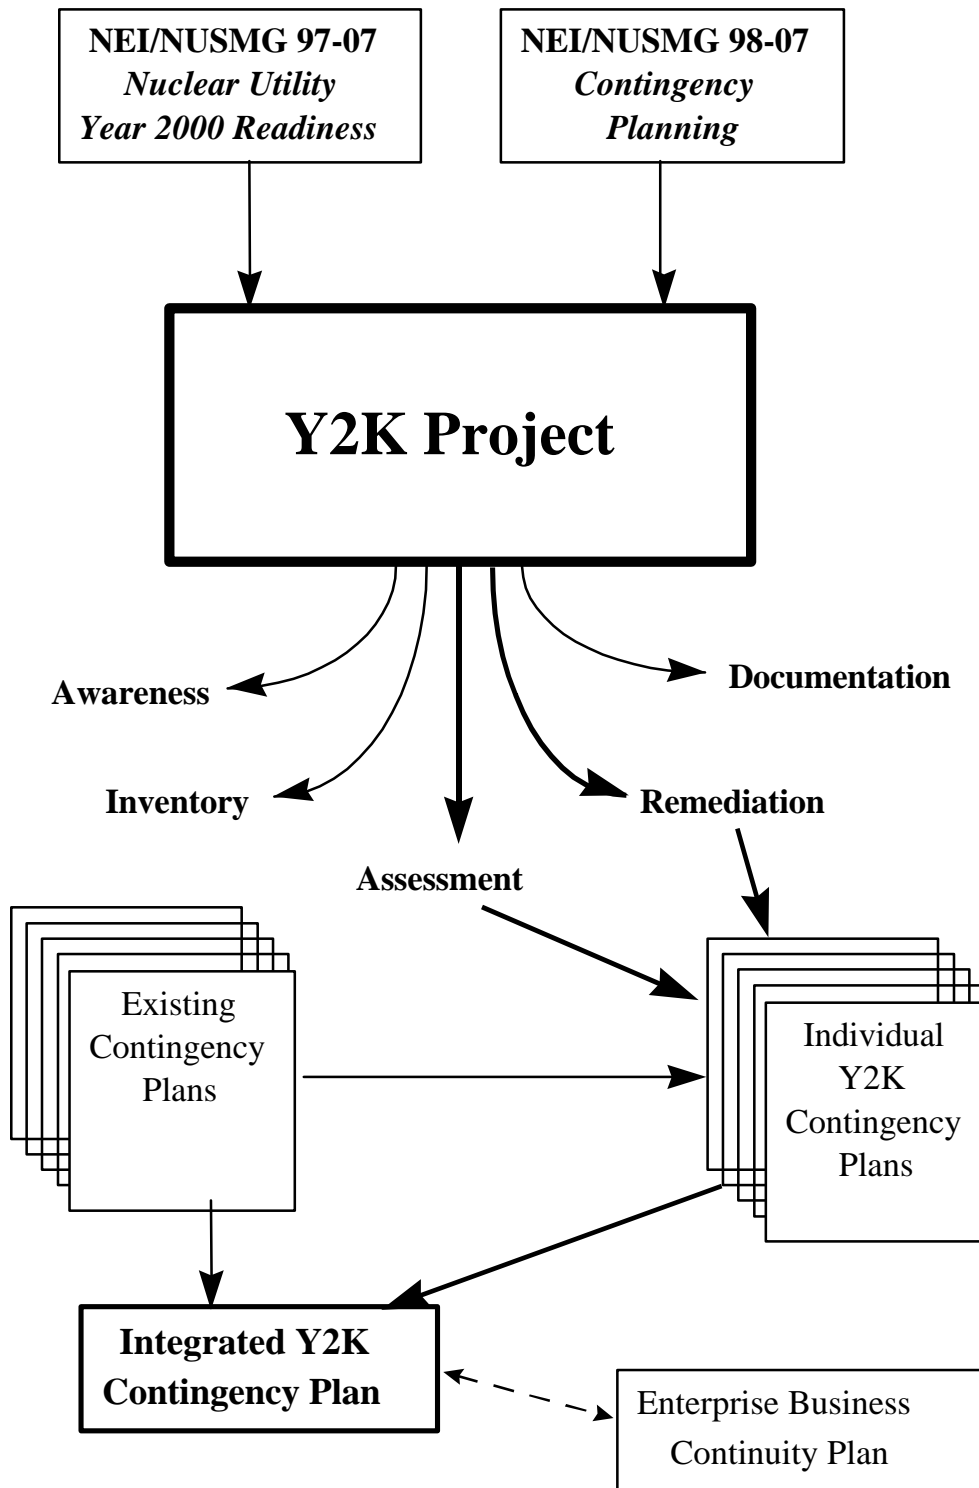 NEI/NUSMG 97-07
Nuclear Utility
Year 2000 Readiness
NEI/NUSMG 98-07
Contingency
Planning
Y2K Project
Awareness
Documentation
Inventory
Remediation
Assessment
Existing
Contingency
Plans
Individual
Y2K
Contingency
Plans
Integrated Y2K
Contingency Plan
Enterprise Business
Continuity Plan